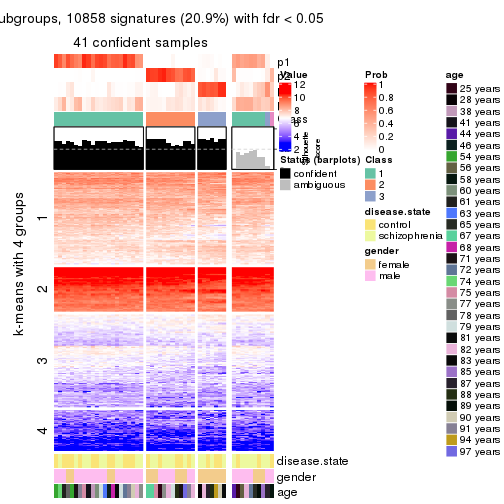 ubgroups, 10858 signatures (20.9%) with fdr < 0.05
41 confident samples
p1
p2
Value
12
10
8
6
4
2
Prob
1
0.8
0.6
0.4
0.2
0
Status (barplots)
confident
ambiguous
Class
1
2
3
disease.state
control
schizophrenia
gender
female
male
age
25 years
28 years
38 years
41 years
44 years
46 years
54 years
56 years
58 years
60 years
61 years
63 years
65 years
67 years
68 years
71 years
72 years
74 years
75 years
77 years
78 years
79 years
81 years
82 years
83 years
85 years
87 years
88 years
89 years
90 years
91 years
94 years
97 years
k-means with 4 groups
1
2
3
4
disease.state
gender
age